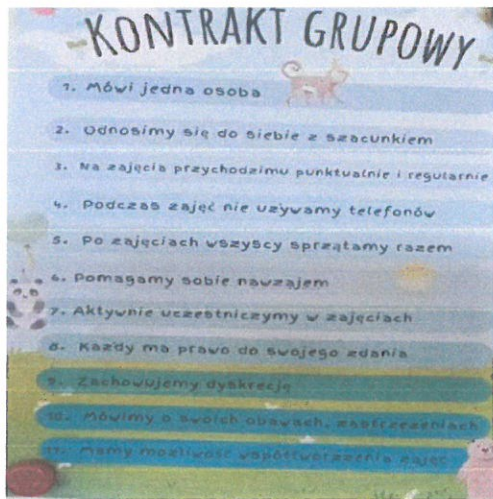 KONTRAKT GRUPOWY
1. Mówi jedna osoba
2. Odnosimy się do siebie z szacunkiem
3. Na zajęcia przychodzimu punktualnie i regularnie
4. Podczas zajęć nie używamy telefonów
5. Po zajęciach wszyscy sprzątamy razem
6. Pomagamy sobie nawzajem
7. Aktywnie uczestniczymy w zajęciach
8. Każdy ma prawo do swojego zdania
9. Zachowujemy dyskrecję
10. Mówimy o swoich obawach, zastrzeżeniach
11. Mamy możliwość współtworzenia zajęć